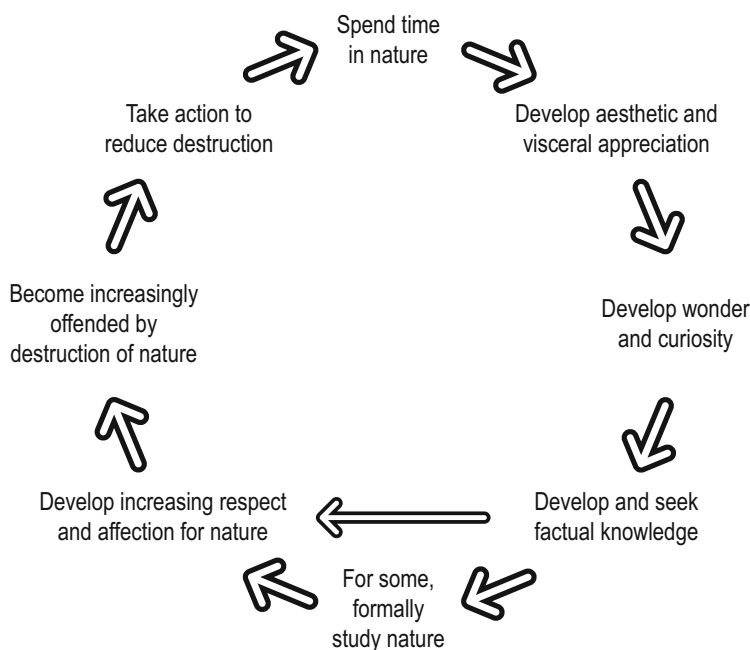 Spend time
in nature
Develop aesthetic and
visceral appreciation
Develop wonder
and curiosity
Develop and seek
factual knowledge
For some,
formally
study nature
Develop increasing respect
and affection for nature
Become increasingly
offended by
destruction of nature
Take action to
reduce destruction